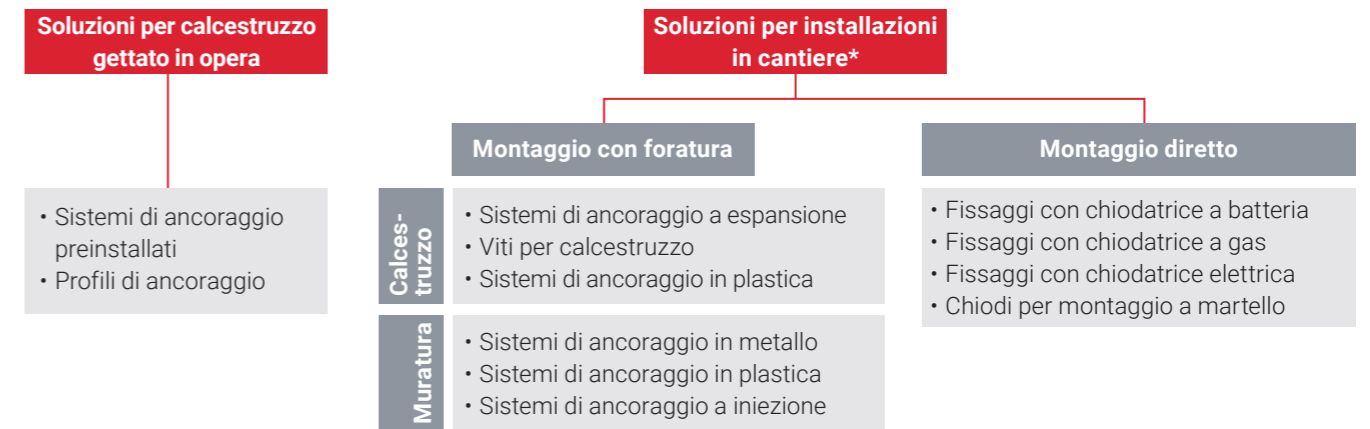 Soluzioni per calcestruzzo
gettato in opera
• Sistemi di ancoraggio
preinstallati
• Profili di ancoraggio
Soluzioni per installazioni
in cantiere*
Montaggio con foratura
Calces-
truzzo
• Sistemi di ancoraggio a espansione
• Viti per calcestruzzo
• Sistemi di ancoraggio in plastica
Muratura
• Sistemi di ancoraggio in metallo
• Sistemi di ancoraggio in plastica
• Sistemi di ancoraggio a iniezione
Montaggio diretto
• Fissaggi con chiodatrice a batteria
• Fissaggi con chiodatrice a gas
• Fissaggi con chiodatrice elettrica
• Chiodi per montaggio a martello